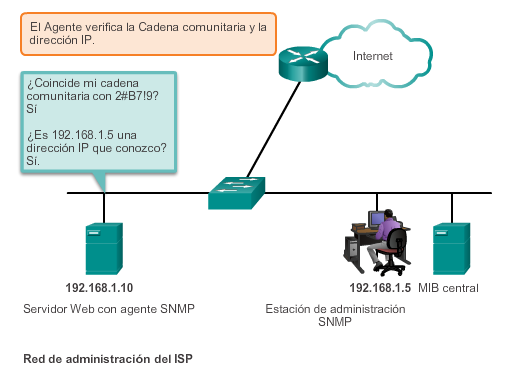 El Agente verifica la Cadena comunitaria y la
dirección IP.
Internet
¿Coincide mi cadena
comunitaria con 2#B7!9?
Sí
¿Es 192.168.1.5 una
dirección IP que conozco?
Sí.
192.168.1.10
192.168.1.5
MIB central
Servidor Web con agente SNMP
Estación de administración
SNMP
Red de administración del ISP